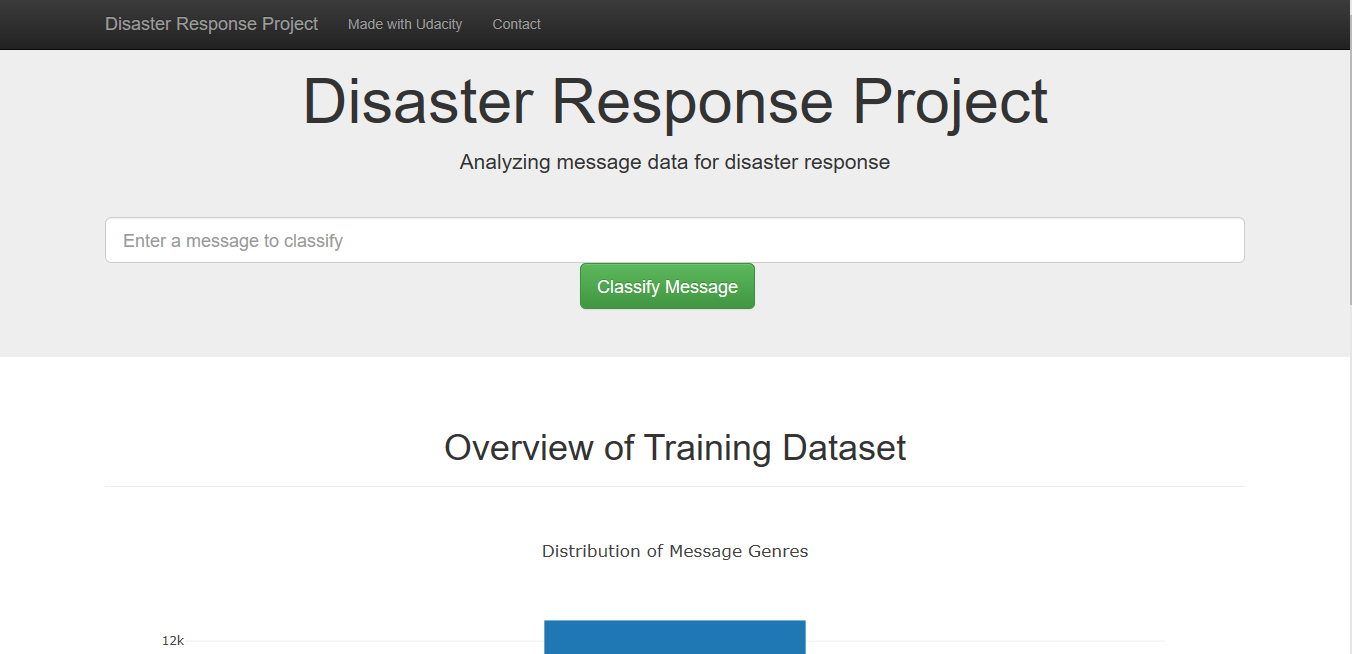 Disaster Response Project Made with Udacity Contact
Disaster Response Project
Analyzing message data for disaster response
Enter a message to classify
Classify Message
Overview of Training Dataset
Distribution of Message Genres
12k